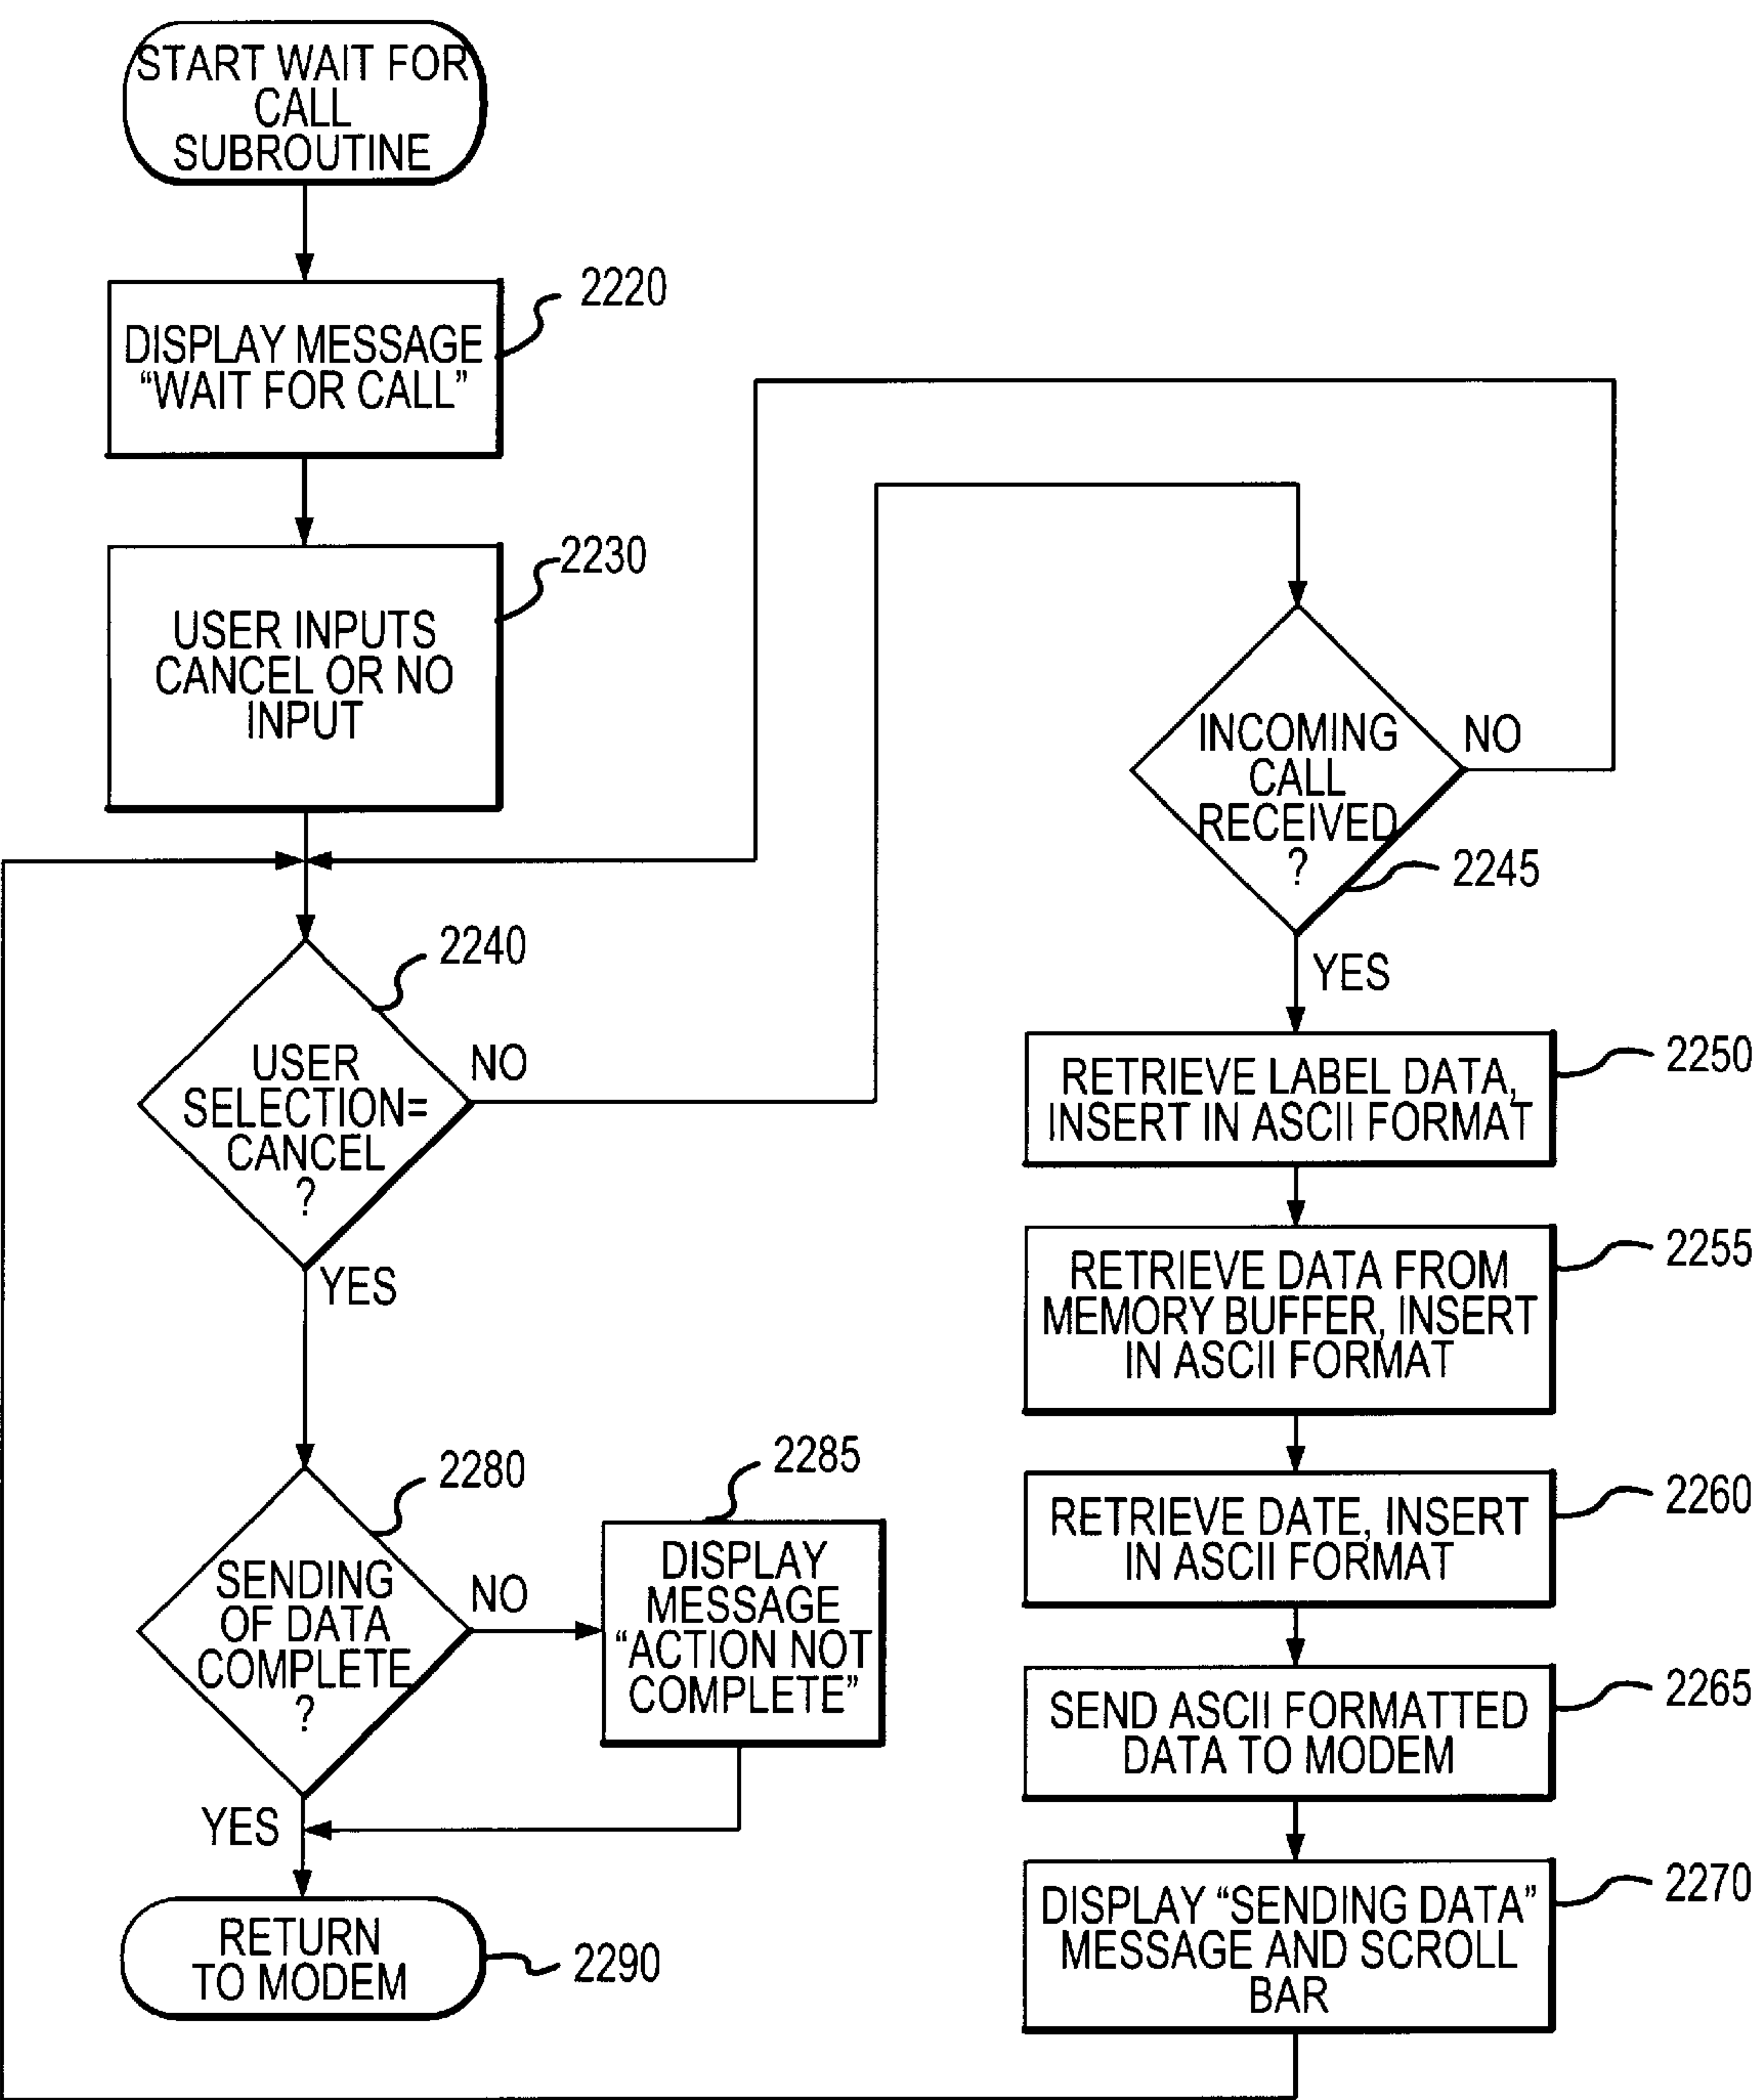 START WAIT FOR
CALL
SUBROUTINE
2220
DISPLAY MESSAGE
“WAIT FOR CALL”
2230
USER INPUTS
CANCEL OR NO
INPUT
2240
USER
SELECTION=
CANCEL
?
NO
YES
INCOMING
CALL
RECEIVED
?
NO
2245
YES
2250
RETRIEVE LABEL DATA,
INSERT IN ASCII FORMAT
2255
RETRIEVE DATA FROM
MEMORY BUFFER, INSERT
IN ASCII FORMAT
2260
RETRIEVE DATE, INSERT
IN ASCII FORMAT
2265
SEND ASCII FORMATTED
DATA TO MODEM
2270
DISPLAY “SENDING DATA”
MESSAGE AND SCROLL
BAR
2280
SENDING
OF DATA
COMPLETE
?
NO
YES
2285
DISPLAY
MESSAGE
“ACTION NOT
COMPLETE”
RETURN
TO MODEM
2290